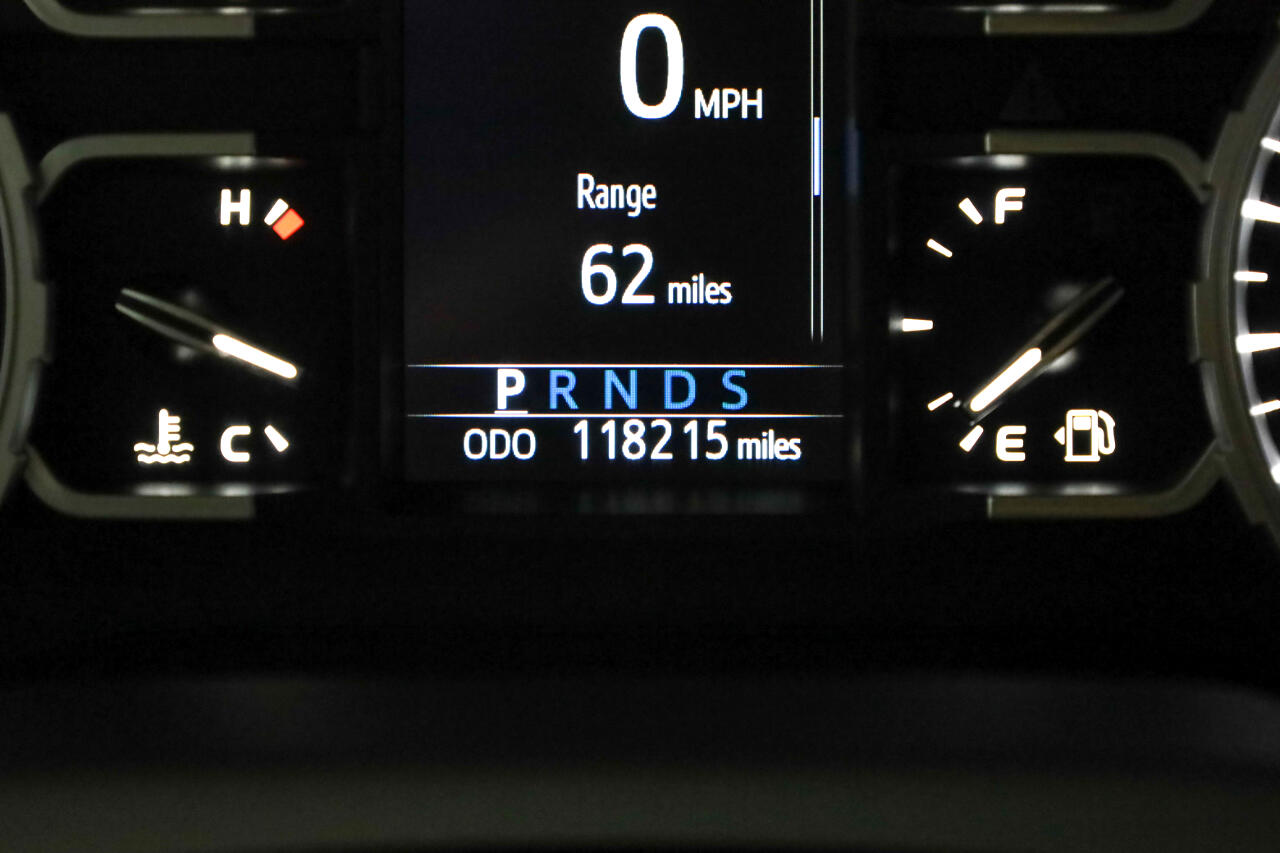 0 MPH
H
Range
F
62 miles
P R N D S
C
ODO 118215 miles
E